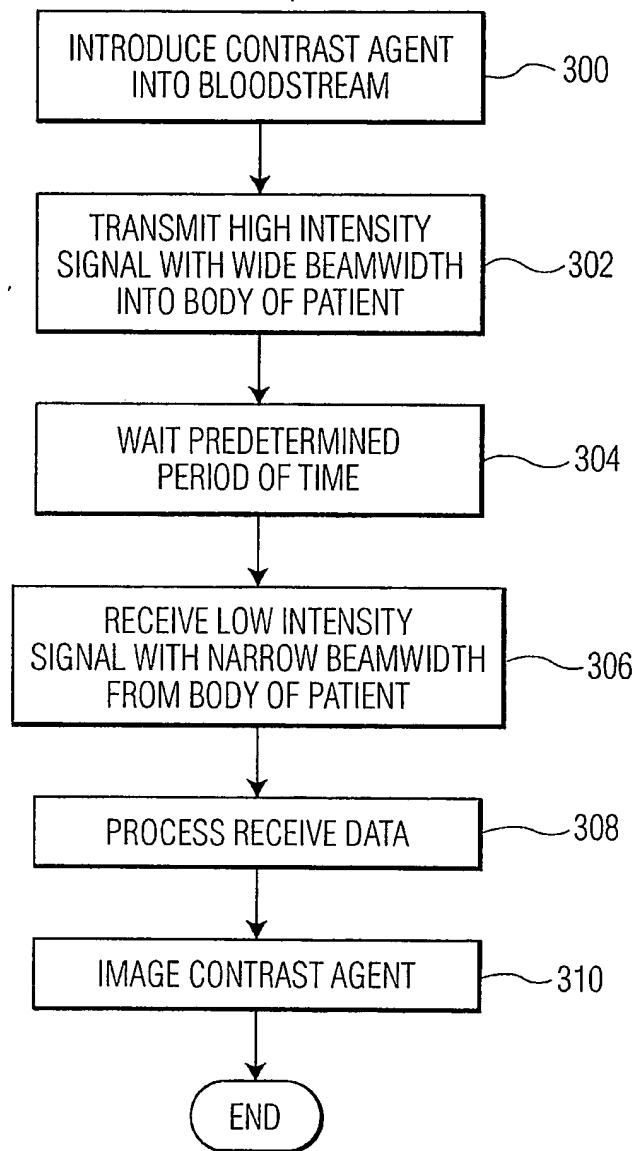 INTRODUCE CONTRAST AGENT
INTO BLOODSTREAM
300
TRANSMIT HIGH INTENSITY
SIGNAL WITH WIDE BEAMWIDTH
INTO BODY OF PATIENT
302
WAIT PREDETERMINED
PERIOD OF TIME
304
RECEIVE LOW INTENSITY
SIGNAL WITH NARROW BEAMWIDTH
FROM BODY OF PATIENT
306
PROCESS RECEIVE DATA
308
IMAGE CONTRAST AGENT
310
END